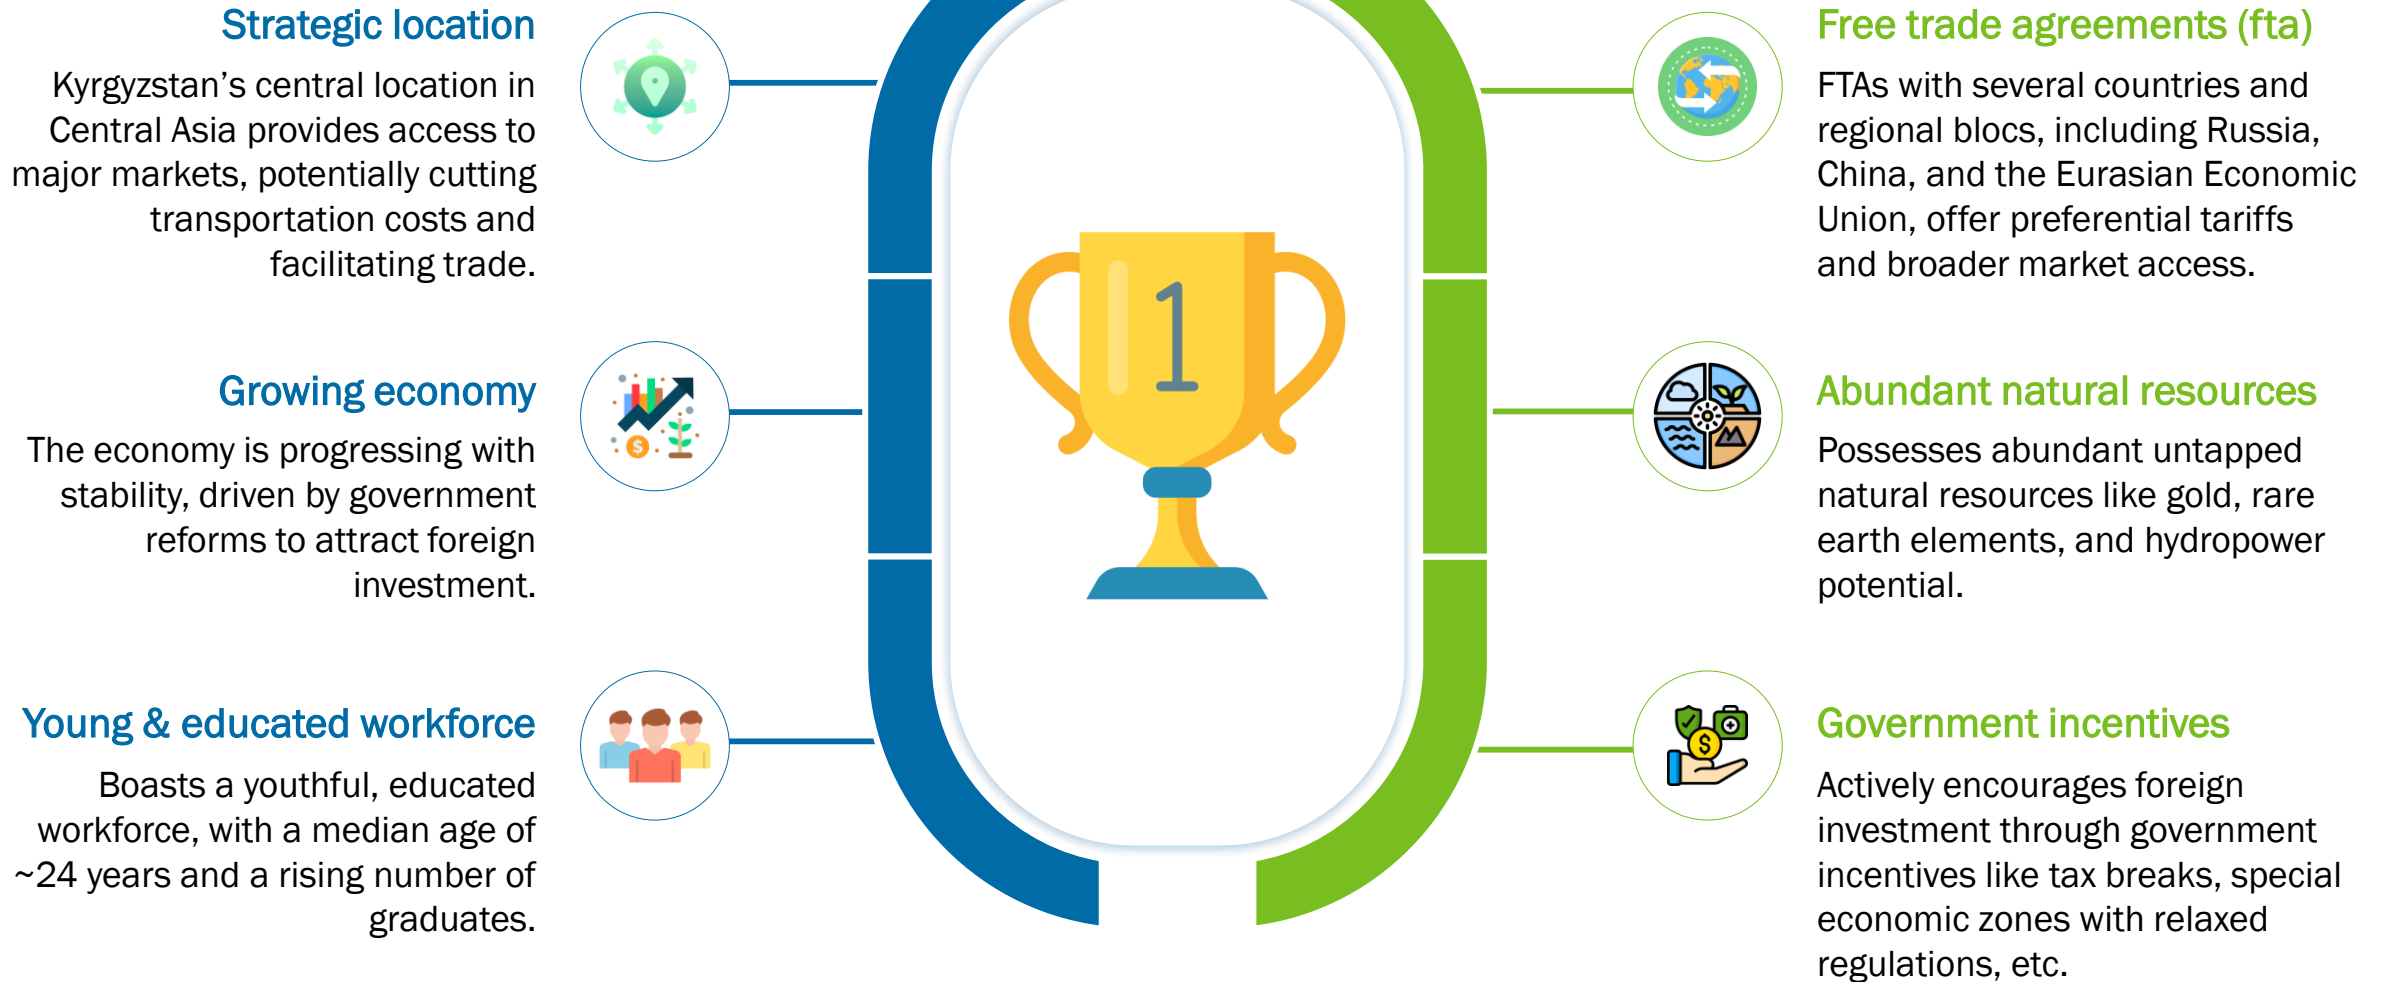 Strategic location
Kyrgyzstan’s central location in
Central Asia provides access to
major markets, potentially cutting
transportation costs and
facilitating trade.
Growing economy
The economy is progressing with
stability, driven by government
reforms to attract foreign
investment.
Young & educated workforce
Boasts a youthful, educated
workforce, with a median age of
~24 years and a rising number of
graduates.
1
Free trade agreements (fta)
FTAs with several countries and
regional blocs, including Russia,
China, and the Eurasian Economic
Union, offer preferential tariffs
and broader market access.
Abundant natural resources
Possesses abundant untapped
natural resources like gold, rare
earth elements, and hydropower
potential.
Government incentives
Actively encourages foreign
investment through government
incentives like tax breaks, special
economic zones with relaxed
regulations, etc.